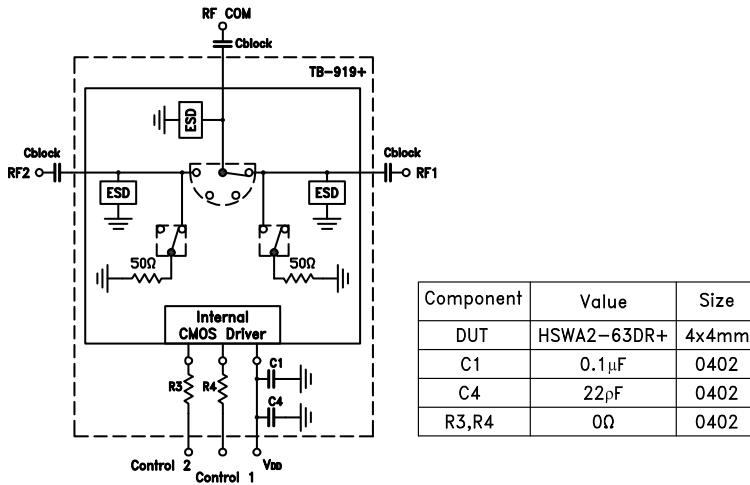 RF COM
Cblock
TB-919+
ESD
Cblock
Cblock
RF2
RF1
ESD
ESD
50Ω
50Ω
Internal
CMOS Driver
R3
R4
C1
C4
Control 2
Control 1
VDD
Component Value Size
DUT HSWA2-63DR+ 4x4mm
C1 0.1µF 0402
C4 22pF 0402
R3,R4 0Ω 0402